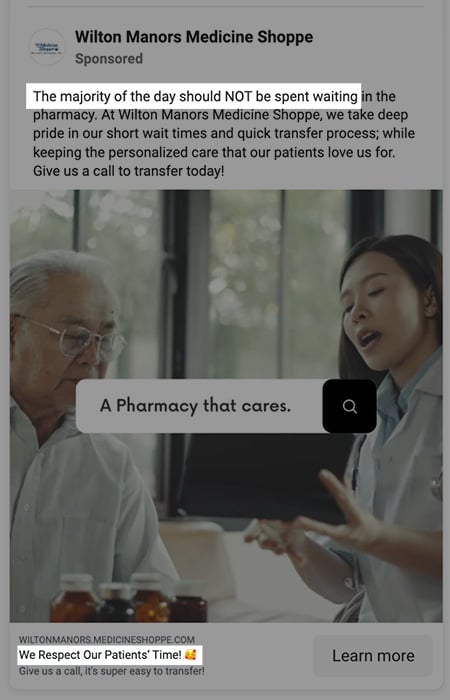 Wilton Manors Medicine Shoppe
Sponsored
The majority of the day should NOT be spent waiting in the
pharmacy. At Wilton Manors Medicine Shoppe, we take deep
pride in our short wait times and quick transfer process; while
keeping the personalized care that our patients love us for.
Give us a call to transfer today!
A Pharmacy that cares.
WILTONMANORS.MEDICINESHOPPE.COM
We Respect Our Patients' Time! 🥰
Give us a call, it's super easy to transfer!
Learn more